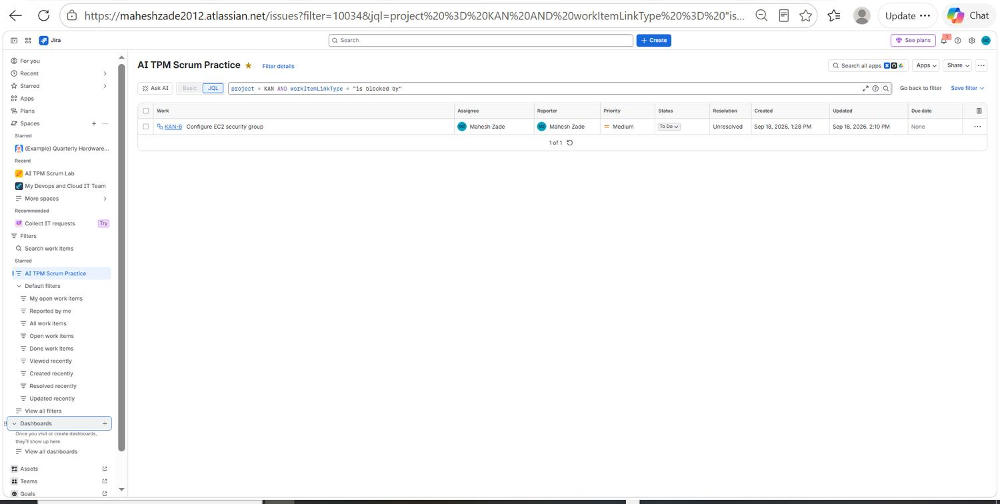 https://maheshzade2012.atlassian.net/issues?filter=10034&jql=project%20%3D%20KAN%20AND%20workItemLinkType%20%3D%20"is...
Update
Chat
Jira
Search
Create
See plans
1
MZ
For you
Recent
Starred
Apps
Plans
Spaces
Starred
(Example) Quarterly Hardware...
Recent
AI TPM Scrum Lab
My Devops and Cloud IT Team
More spaces
Recommended
Collect IT requests Try
Filters
Search work items
Starred
AI TPM Scrum Practice
Default filters
My open work items
Reported by me
All work items
Open work items
Done work items
Viewed recently
Created recently
Resolved recently
Updated recently
View all filters
Dashboards
Once you visit or create dashboards,
they'll show up here.
View all dashboards
Assets
Teams
Goals
AI TPM Scrum Practice Filter details
Search all apps Apps Share
Ask AI Basic JQL project = KAN AND workItemLinkType = "is blocked by" Go back to filter Save filter
Work Assignee Reporter Priority Status Resolution Created Updated Due date
KAN-8 Configure EC2 security group MZ Mahesh Zade MZ Mahesh Zade Medium To Do Unresolved Sep 18, 2026, 1:28 PM Sep 18, 2026, 2:10 PM None
1 of 1